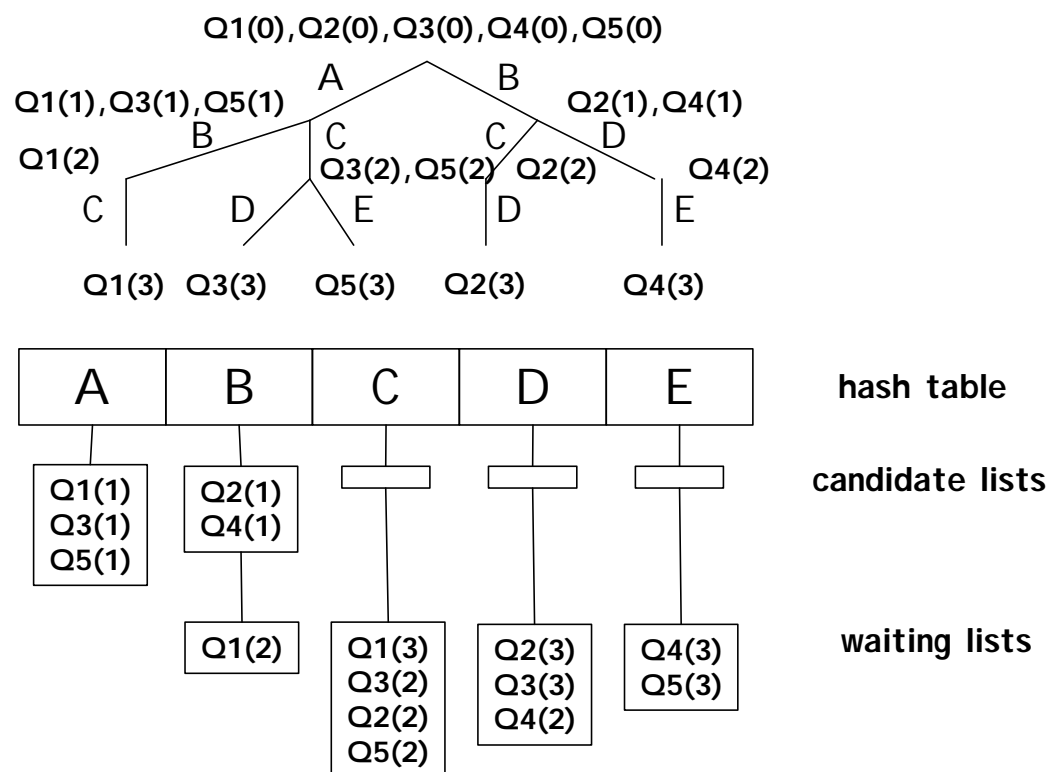 Q1(0),Q2(0),Q3(0),Q4(0),Q5(0)
A B
Q1(1),Q3(1),Q5(1) Q2(1),Q4(1)
B C C D
Q1(2) Q3(2),Q5(2) Q2(2) Q4(2)
C D E D E
Q1(3) Q3(3) Q5(3) Q2(3) Q4(3)
A B C D E hash table
candidate lists
Q1(1)
Q3(1)
Q5(1)
Q2(1)
Q4(1)
waiting lists
Q1(2)
Q1(3)
Q3(2)
Q2(2)
Q5(2)
Q2(3)
Q3(3)
Q4(2)
Q4(3)
Q5(3)